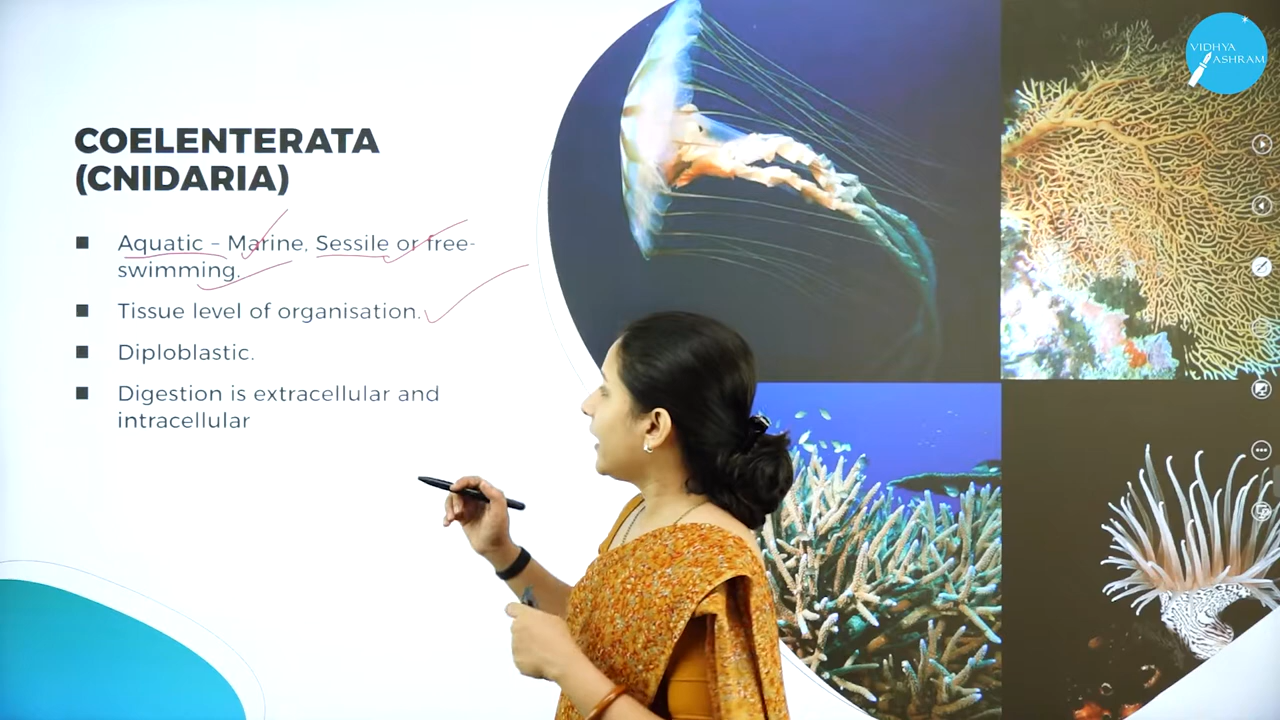 VIDHYA
ASHRAM
COELENTERATA
(CNIDARIA)
Aquatic – Marine, Sessile or free-
swimming.
Tissue level of organisation.
Diploblastic.
Digestion is extracellular and
intracellular